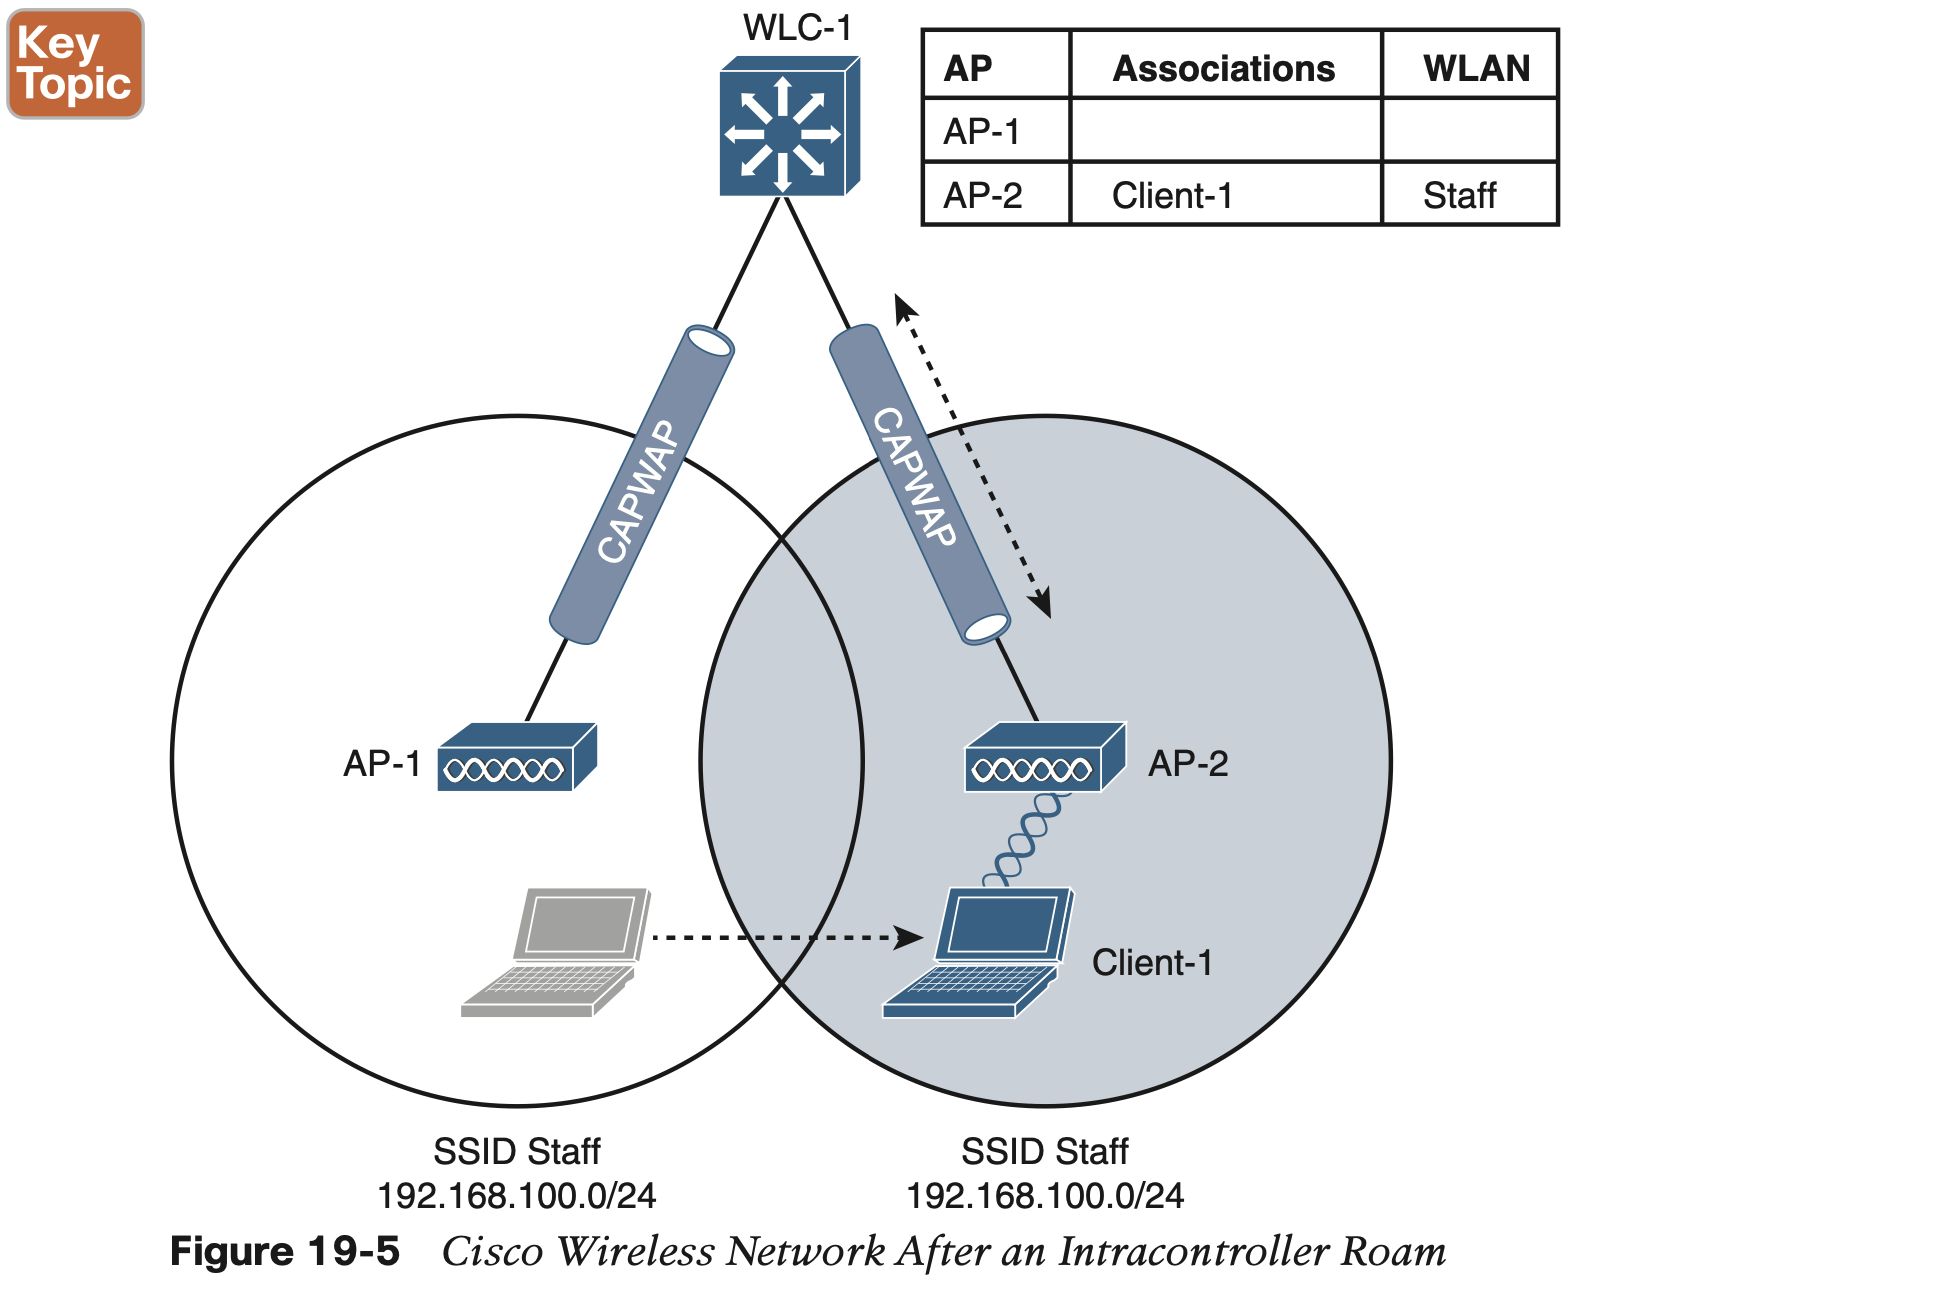 Key
Topic
WLC-1
AP Associations WLAN
AP-1
AP-2 Client-1 Staff
CAPWAP
CAPWAP
AP-1
AP-2
Client-1
SSID Staff
192.168.100.0/24
SSID Staff
192.168.100.0/24
Figure 19-5 Cisco Wireless Network After an Intracontroller Roam